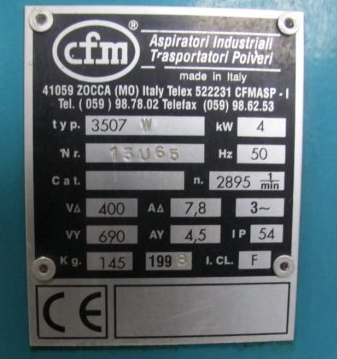 cfm Aspiratori Industriali
Trasportatori Polveri
made in Italy
41059 ZOCCA (MO) Italy Telex 522231 CFMASP - I
Tel. ( 059 ) 98.78.02 Telefax (059) 98.62.53
typ. 3507 W kW 4
Nr. 13U65 Hz 50
Cat. n. 2895 1/min
VΔ 400 AΔ 7,8 3~
VY 690 AY 4,5 IP 54
Kg. 145 1998 I.CL. F
CE